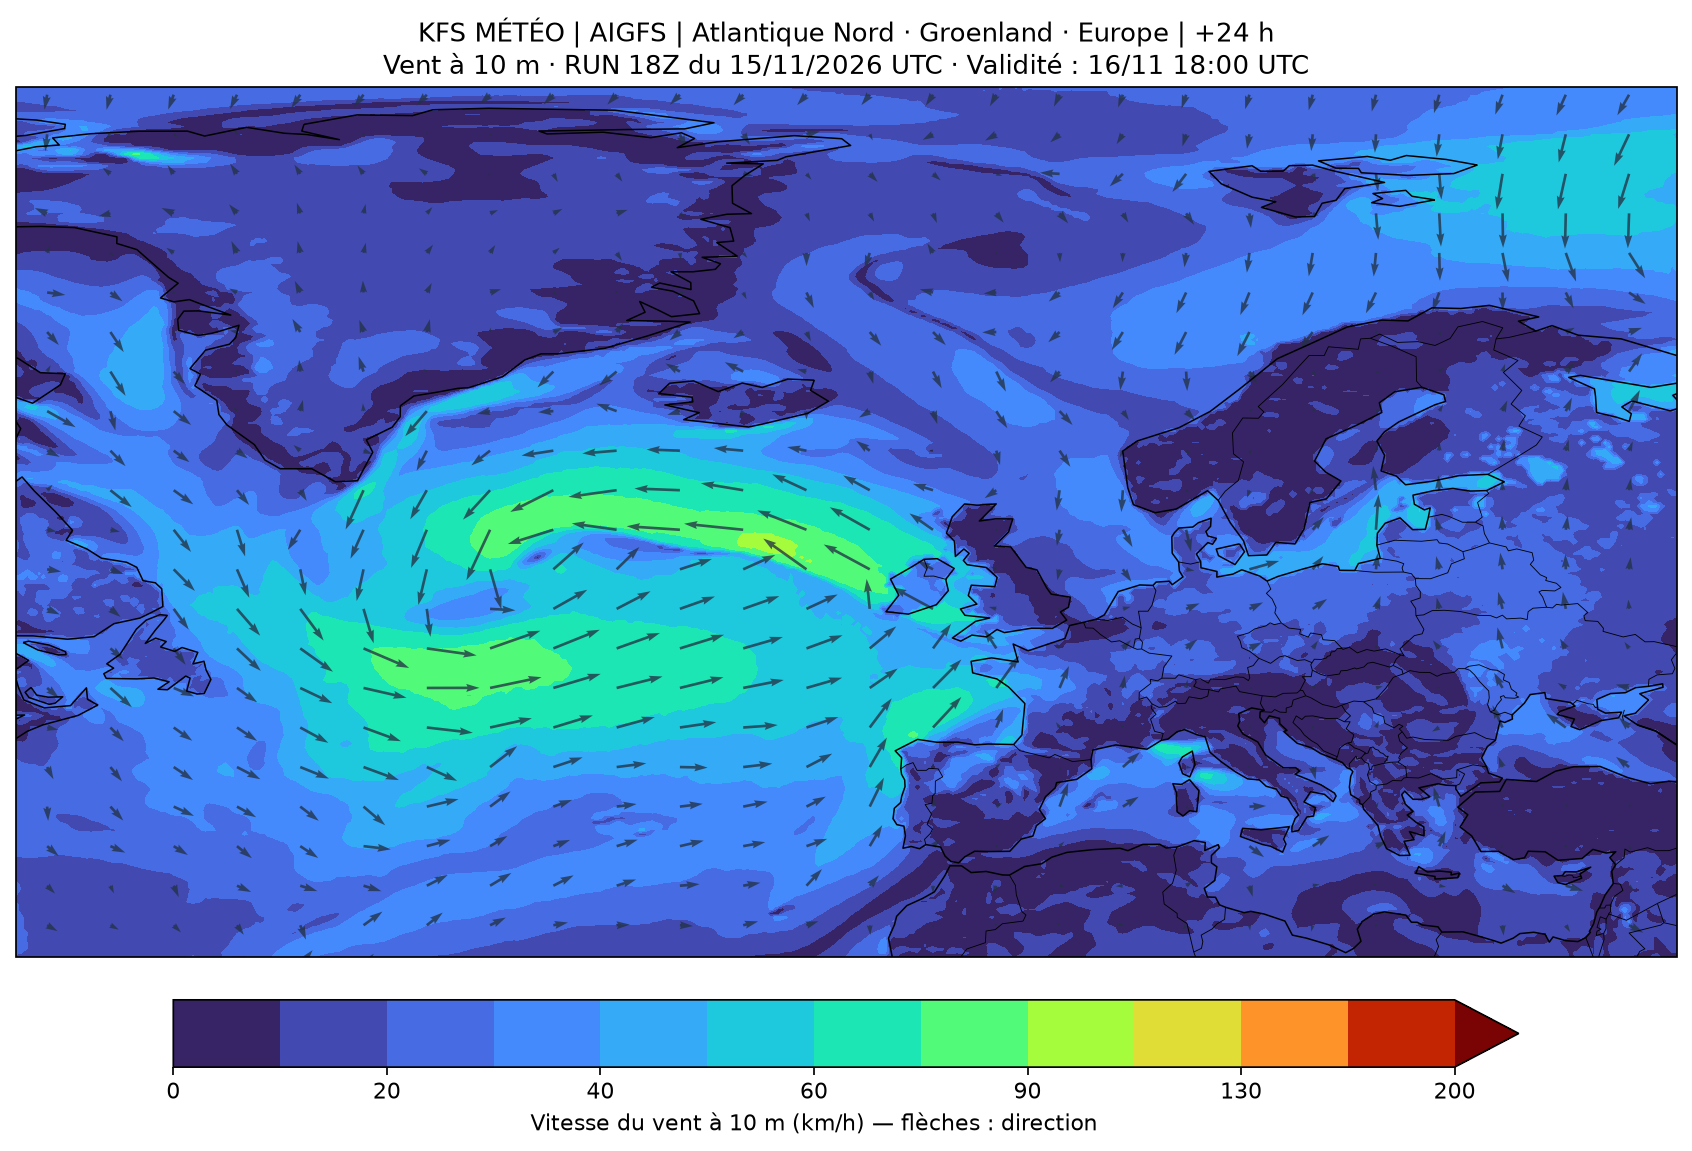 KFS MÉTÉO | AIGFS | Atlantique Nord · Groenland · Europe | +24 h
Vent à 10 m · RUN 18Z du 15/11/2026 UTC · Validité : 16/11 18:00 UTC
0 20 40 60 90 130 200
Vitesse du vent à 10 m (km/h) — flèches : direction